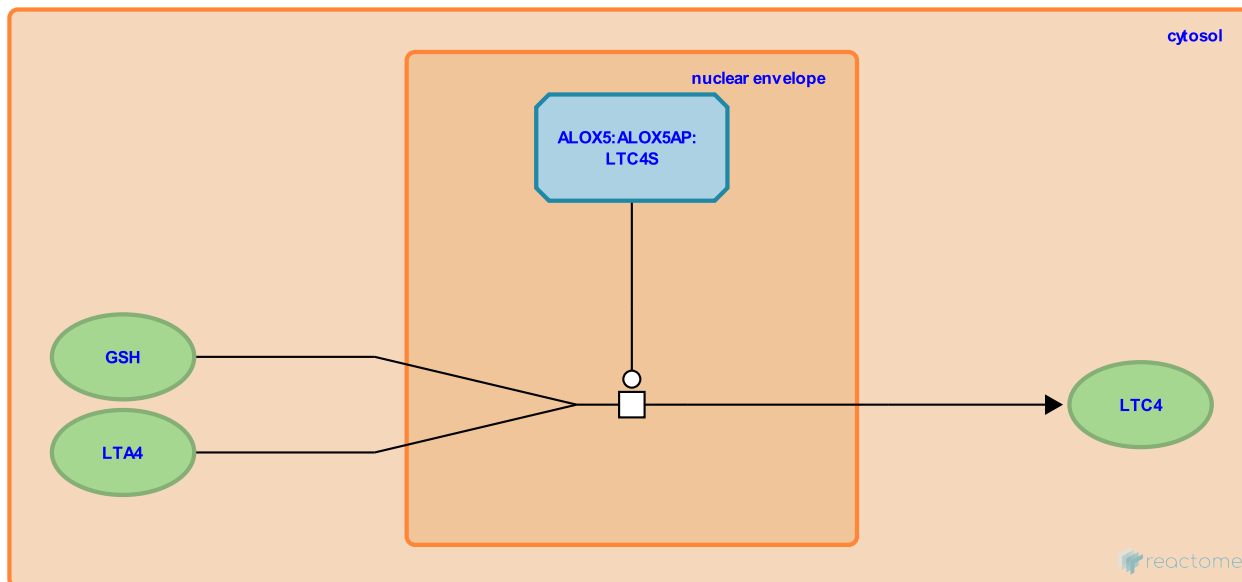 cytosol
nuclear envelope
ALOX5:ALOX5AP:
LTC4S
GSH
LTA4
LTC4
reactome